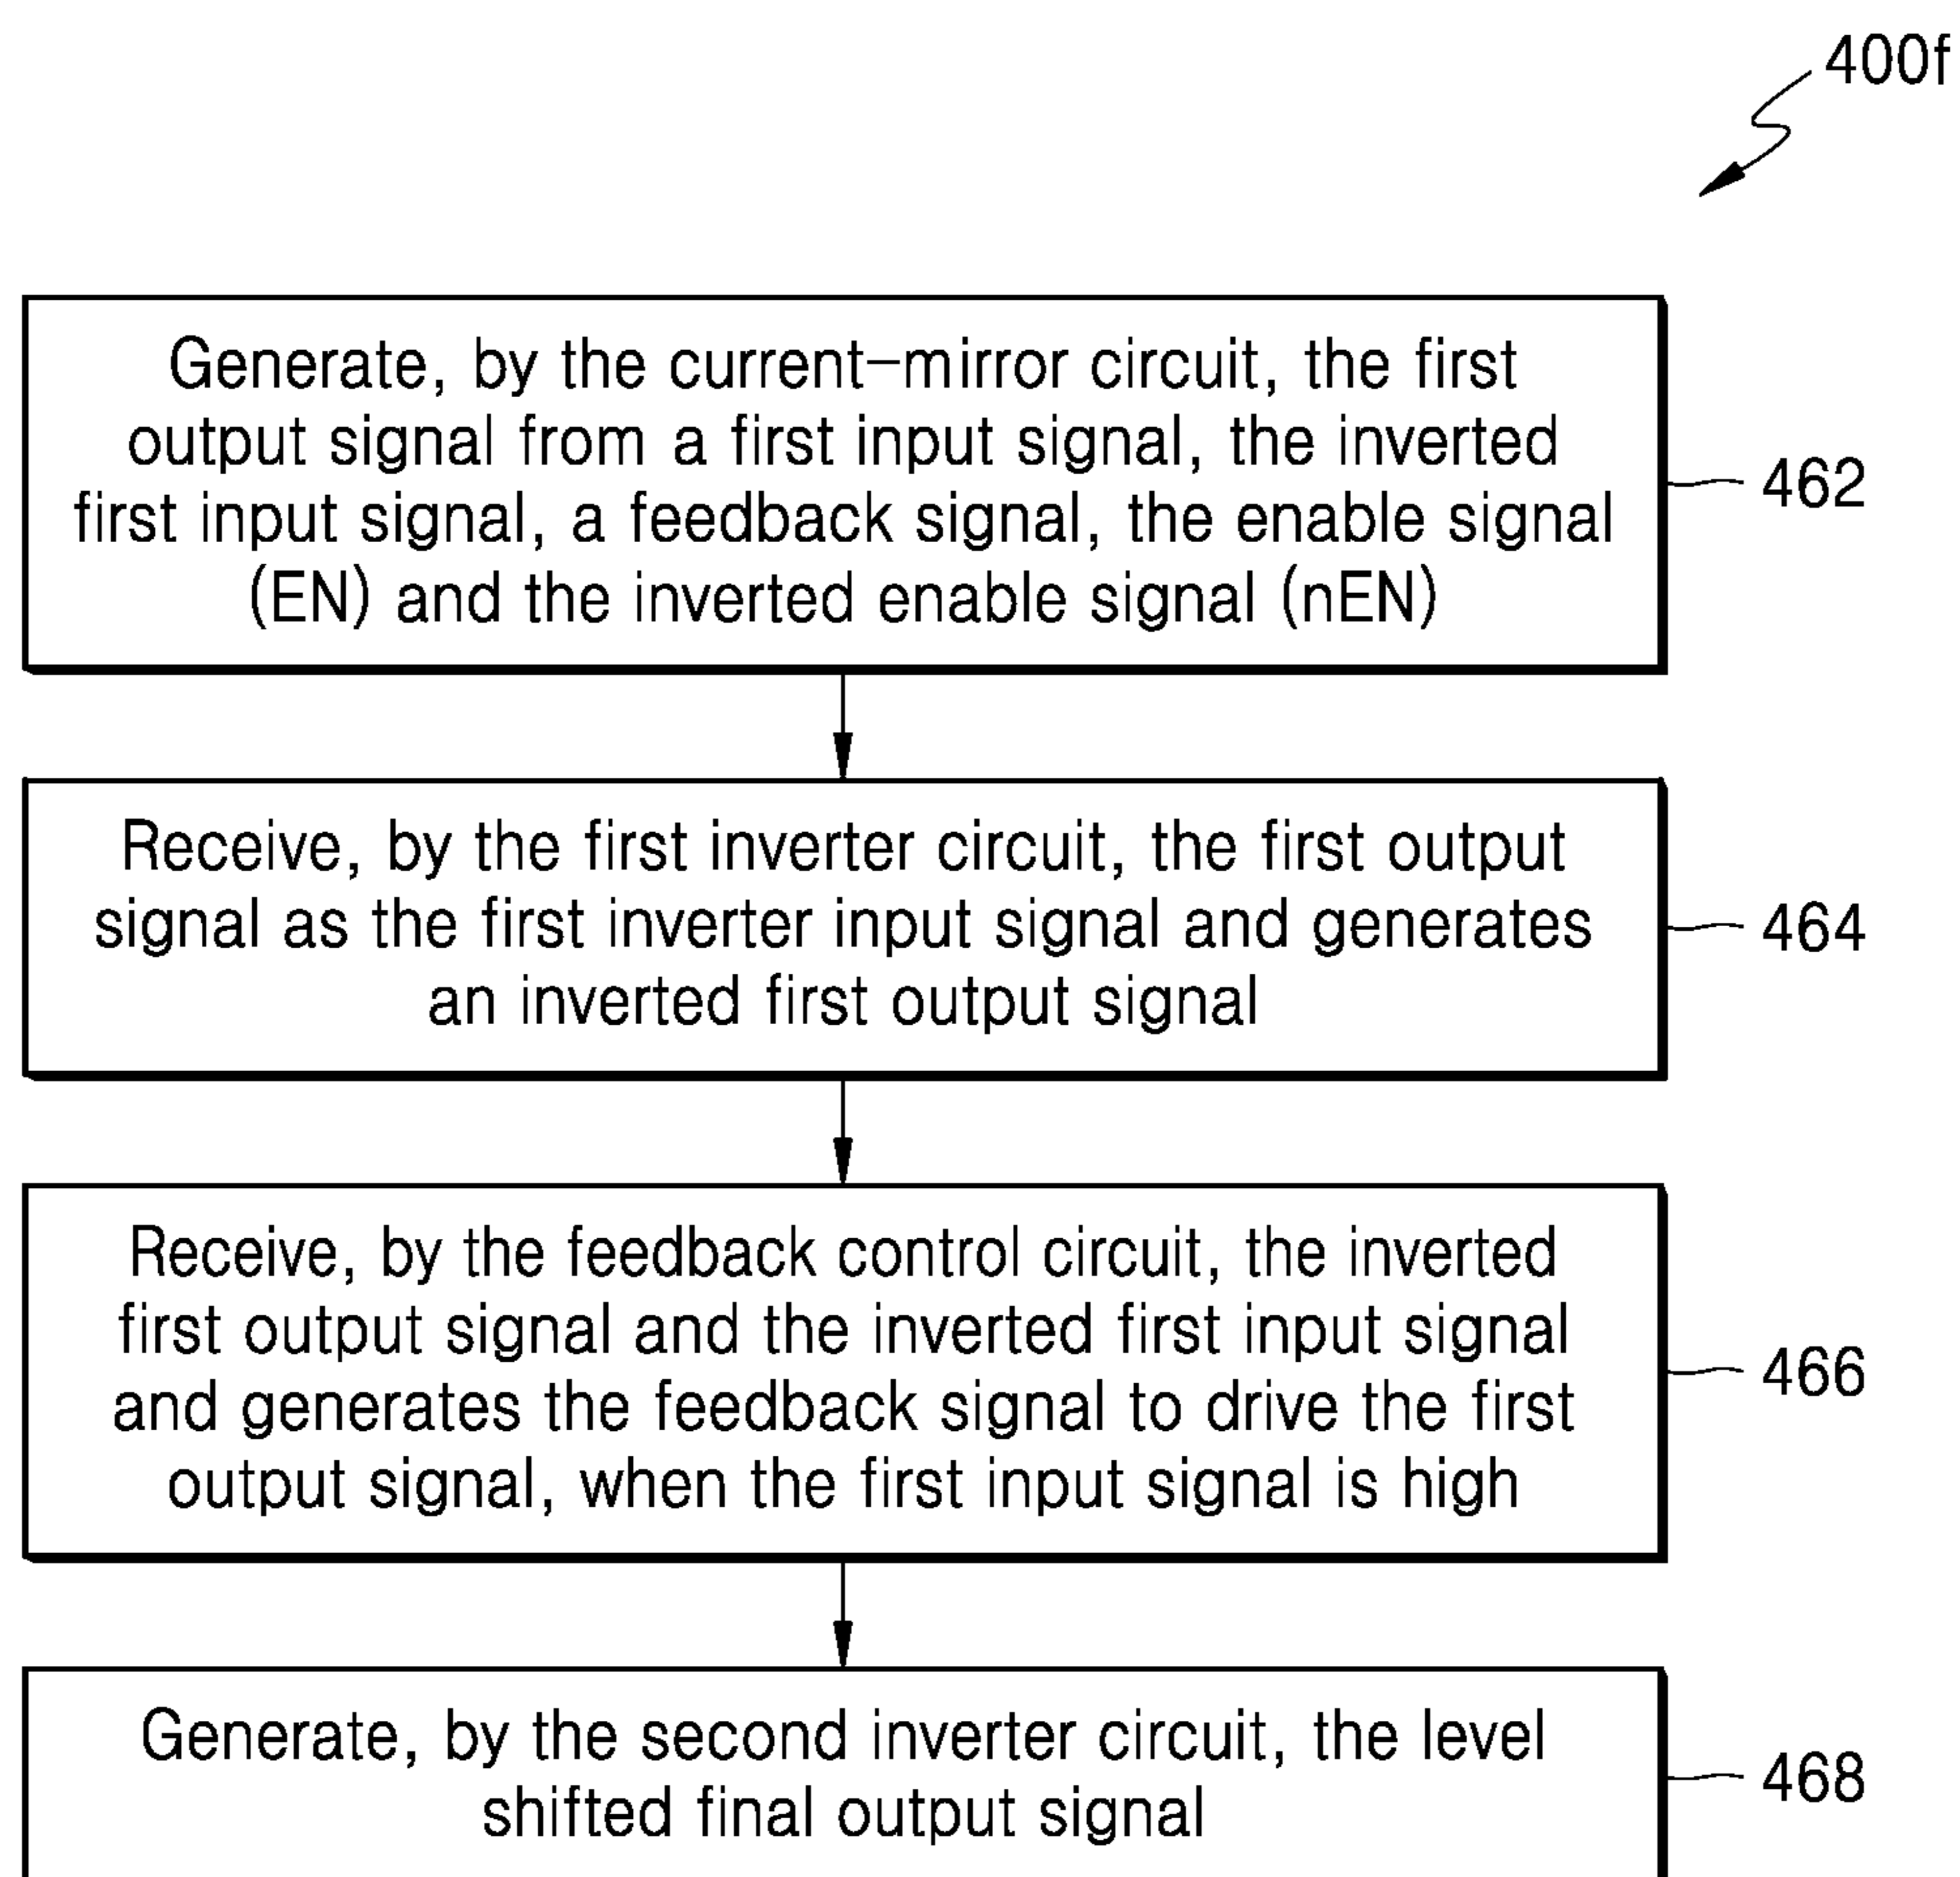 400f
Generate, by the current-mirror circuit, the first
output signal from a first input signal, the inverted
first input signal, a feedback signal, the enable signal
(EN) and the inverted enable signal (nEN)
462
Receive, by the first inverter circuit, the first output
signal as the first inverter input signal and generates
an inverted first output signal
464
Receive, by the feedback control circuit, the inverted
first output signal and the inverted first input signal
and generates the feedback signal to drive the first
output signal, when the first input signal is high
466
Generate, by the second inverter circuit, the level
shifted final output signal
468